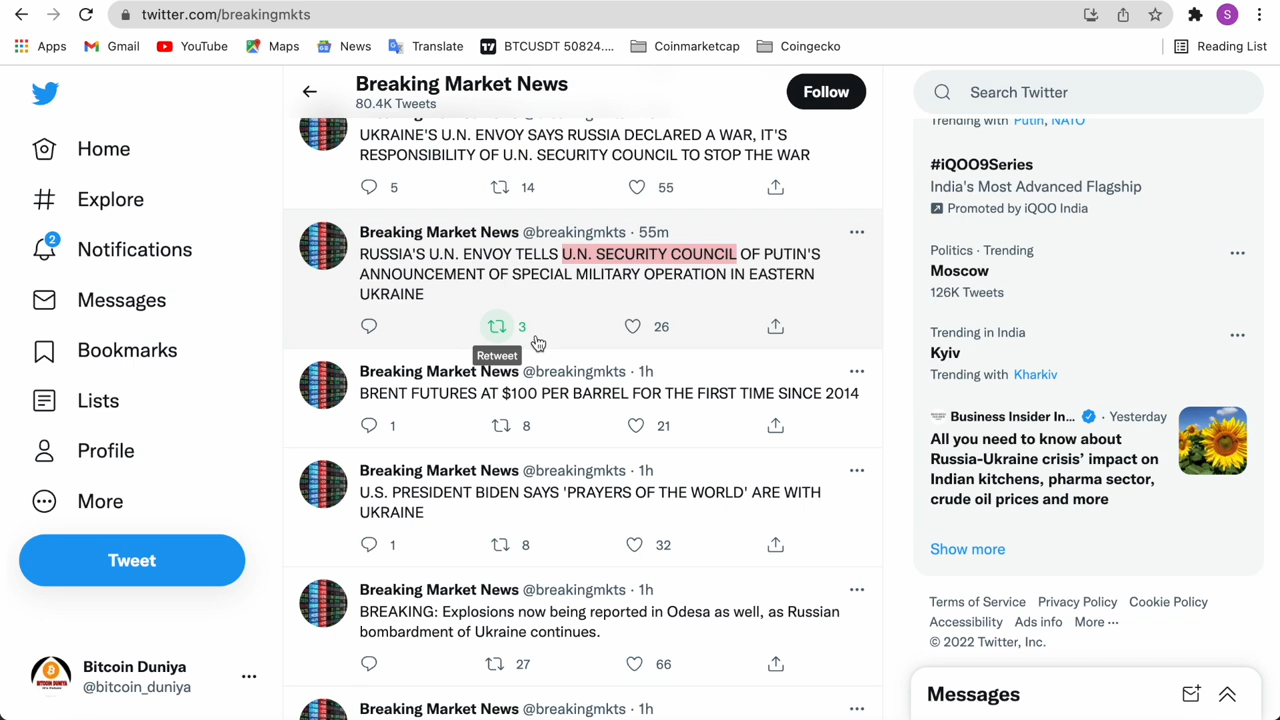 twitter.com/breakingmkts
S
Apps
Gmail
YouTube
Maps
News
Translate
BTCUSDT 50824....
Coinmarketcap
Coingecko
Reading List
Home
Explore
2
Notifications
Messages
Bookmarks
Lists
Profile
More
Tweet
Bitcoin Duniya
@bitcoin_duniya
Breaking Market News
80.4K Tweets
Follow
UKRAINE'S U.N. ENVOY SAYS RUSSIA DECLARED A WAR, IT'S
RESPONSIBILITY OF U.N. SECURITY COUNCIL TO STOP THE WAR
5 14 55
Breaking Market News @breakingmkts · 55m
RUSSIA'S U.N. ENVOY TELLS U.N. SECURITY COUNCIL OF PUTIN'S
ANNOUNCEMENT OF SPECIAL MILITARY OPERATION IN EASTERN
UKRAINE
3 26
Retweet
Breaking Market News @breakingmkts · 1h
BRENT FUTURES AT $100 PER BARREL FOR THE FIRST TIME SINCE 2014
1 8 21
Breaking Market News @breakingmkts · 1h
U.S. PRESIDENT BIDEN SAYS 'PRAYERS OF THE WORLD' ARE WITH
UKRAINE
1 8 32
Breaking Market News @breakingmkts · 1h
BREAKING: Explosions now being reported in Odesa as well, as Russian
bombardment of Ukraine continues.
27 66
Breaking Market News @breakingmkts · 1h
Search Twitter
Trending with Putin, NATO
#iQOO9Series
India's Most Advanced Flagship
Promoted by iQOO India
Politics · Trending
Moscow
126K Tweets
Trending in India
Kyiv
Trending with Kharkiv
Business Insider In... · Yesterday
All you need to know about
Russia-Ukraine crisis' impact on
Indian kitchens, pharma sector,
crude oil prices and more
Show more
Terms of Service Privacy Policy Cookie Policy
Accessibility Ads info More ···
© 2022 Twitter, Inc.
Messages